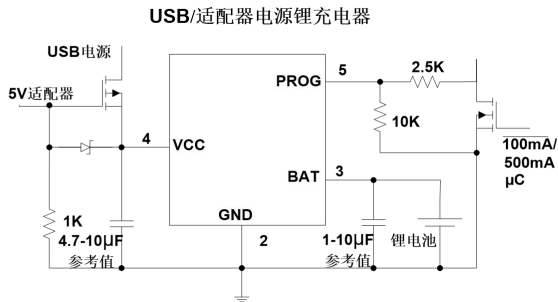 USB/适配器电源锂充电器
USB电源
5V适配器
4
VCC
PROG
5
2.5K
10K
100mA/
500mA
µC
BAT
3
GND
2
1K
4.7-10µF
参考值
1-10µF
参考值
锂电池